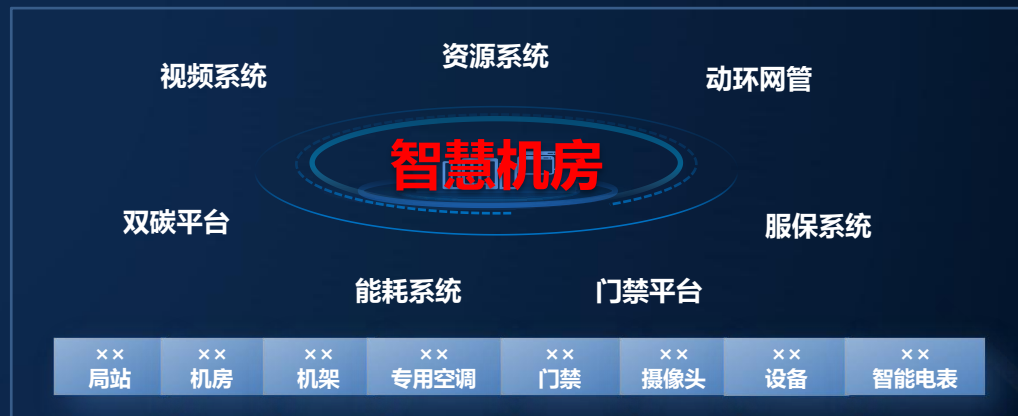 资源系统
视频系统
动环网管
智慧机房
双碳平台
服保系统
能耗系统
门禁平台
××
局站
××
机房
××
机架
××
专用空调
××
门禁
××
摄像头
××
设备
××
智能电表